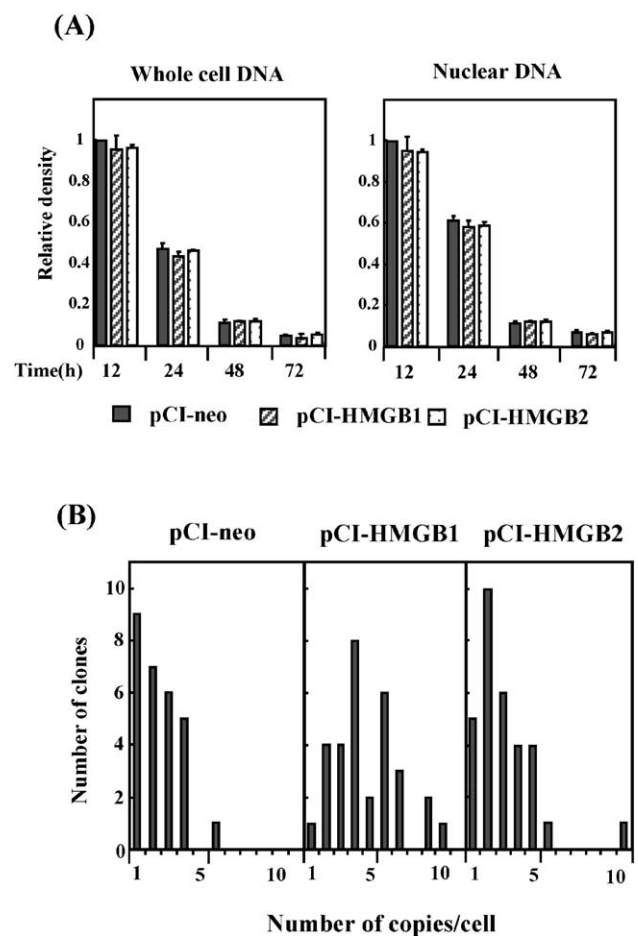 (A)
Whole cell DNA Nuclear DNA
Relative density
1 1
0.8 0.8
0.6 0.6
0.4 0.4
0.2 0.2
0 0
Time(h) 12 24 48 72 12 24 48 72
pCI-neo pCI-HMGB1 pCI-HMGB2
(B)
pCI-neo pCI-HMGB1 pCI-HMGB2
Number of clones
10
8
6
4
2
0
1 5 10 1 5 10 1 5 10
Number of copies/cell